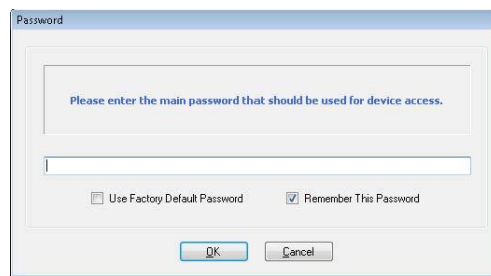 Password
Please enter the main password that should be used for device access.
Use Factory Default Password Remember This Password
OK Cancel